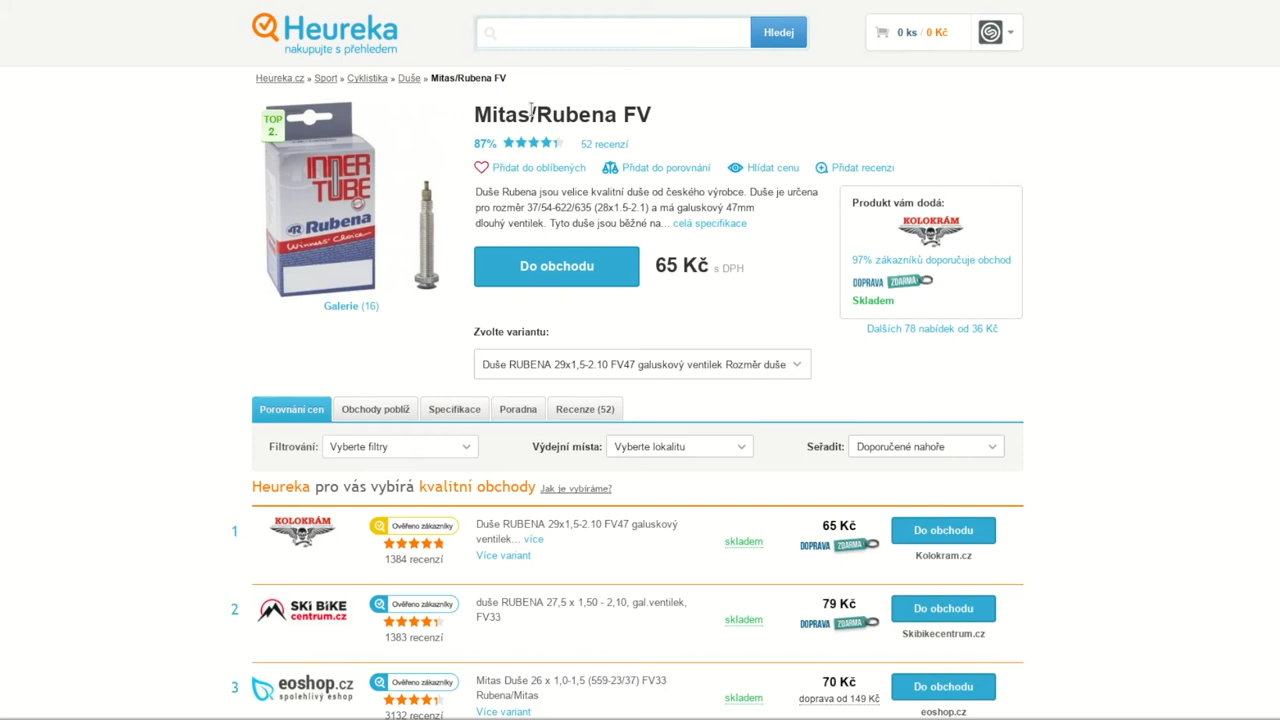 Heureka
nakupujte s přehledem
Hledej
0 ks / 0 Kč
Heureka.cz » Sport » Cyklistika » Duše » Mitas/Rubena FV
TOP
2.
INNER
TUBE
Rubena
Winners' Choice
Galerie (16)
Mitas/Rubena FV
87% 52 recenzí
Přidat do oblíbených Přidat do porovnání Hlídat cenu Přidat recenzi
Duše Rubena jsou velice kvalitní duše od českého výrobce. Duše je určena
pro rozměr 37/54-622/635 (28x1.5-2.1) a má galuskový 47mm
dlouhý ventilek. Tyto duše jsou běžné na... celá specifikace
Do obchodu 65 Kč s DPH
Produkt vám dodá:
KOLOKRÁM
97% zákazníků doporučuje obchod
DOPRAVA ZDARMA
Skladem
Dalších 78 nabídek od 36 Kč
Zvolte variantu:
Duše RUBENA 29x1,5-2.10 FV47 galuskový ventilek Rozměr duše
Porovnání cen Obchody poblíž Specifikace Poradna Recenze (52)
Filtrování: Vyberte filtry Výdejní místa: Vyberte lokalitu Seřadit: Doporučené nahoře
Heureka pro vás vybírá kvalitní obchody Jak je vybíráme?
1
KOLOKRÁM
Ověřeno zákazníky
1384 recenzí
Duše RUBENA 29x1,5-2.10 FV47 galuskový
ventilek... více
Více variant
skladem
65 Kč
DOPRAVA ZDARMA
Do obchodu
Kolokram.cz
2
SKI BIKE
centrum.cz
Ověřeno zákazníky
1383 recenzí
duše RUBENA 27,5 x 1,50 - 2,10, gal.ventilek,
FV33
skladem
79 Kč
DOPRAVA ZDARMA
Do obchodu
Skibikecentrum.cz
3
eoshop.cz
spolehlivý eshop
Ověřeno zákazníky
3132 recenzí
Mitas Duše 26 x 1,0-1,5 (559-23/37) FV33
Rubena/Mitas
Více variant
skladem
70 Kč
doprava od 149 Kč
Do obchodu
eoshop.cz